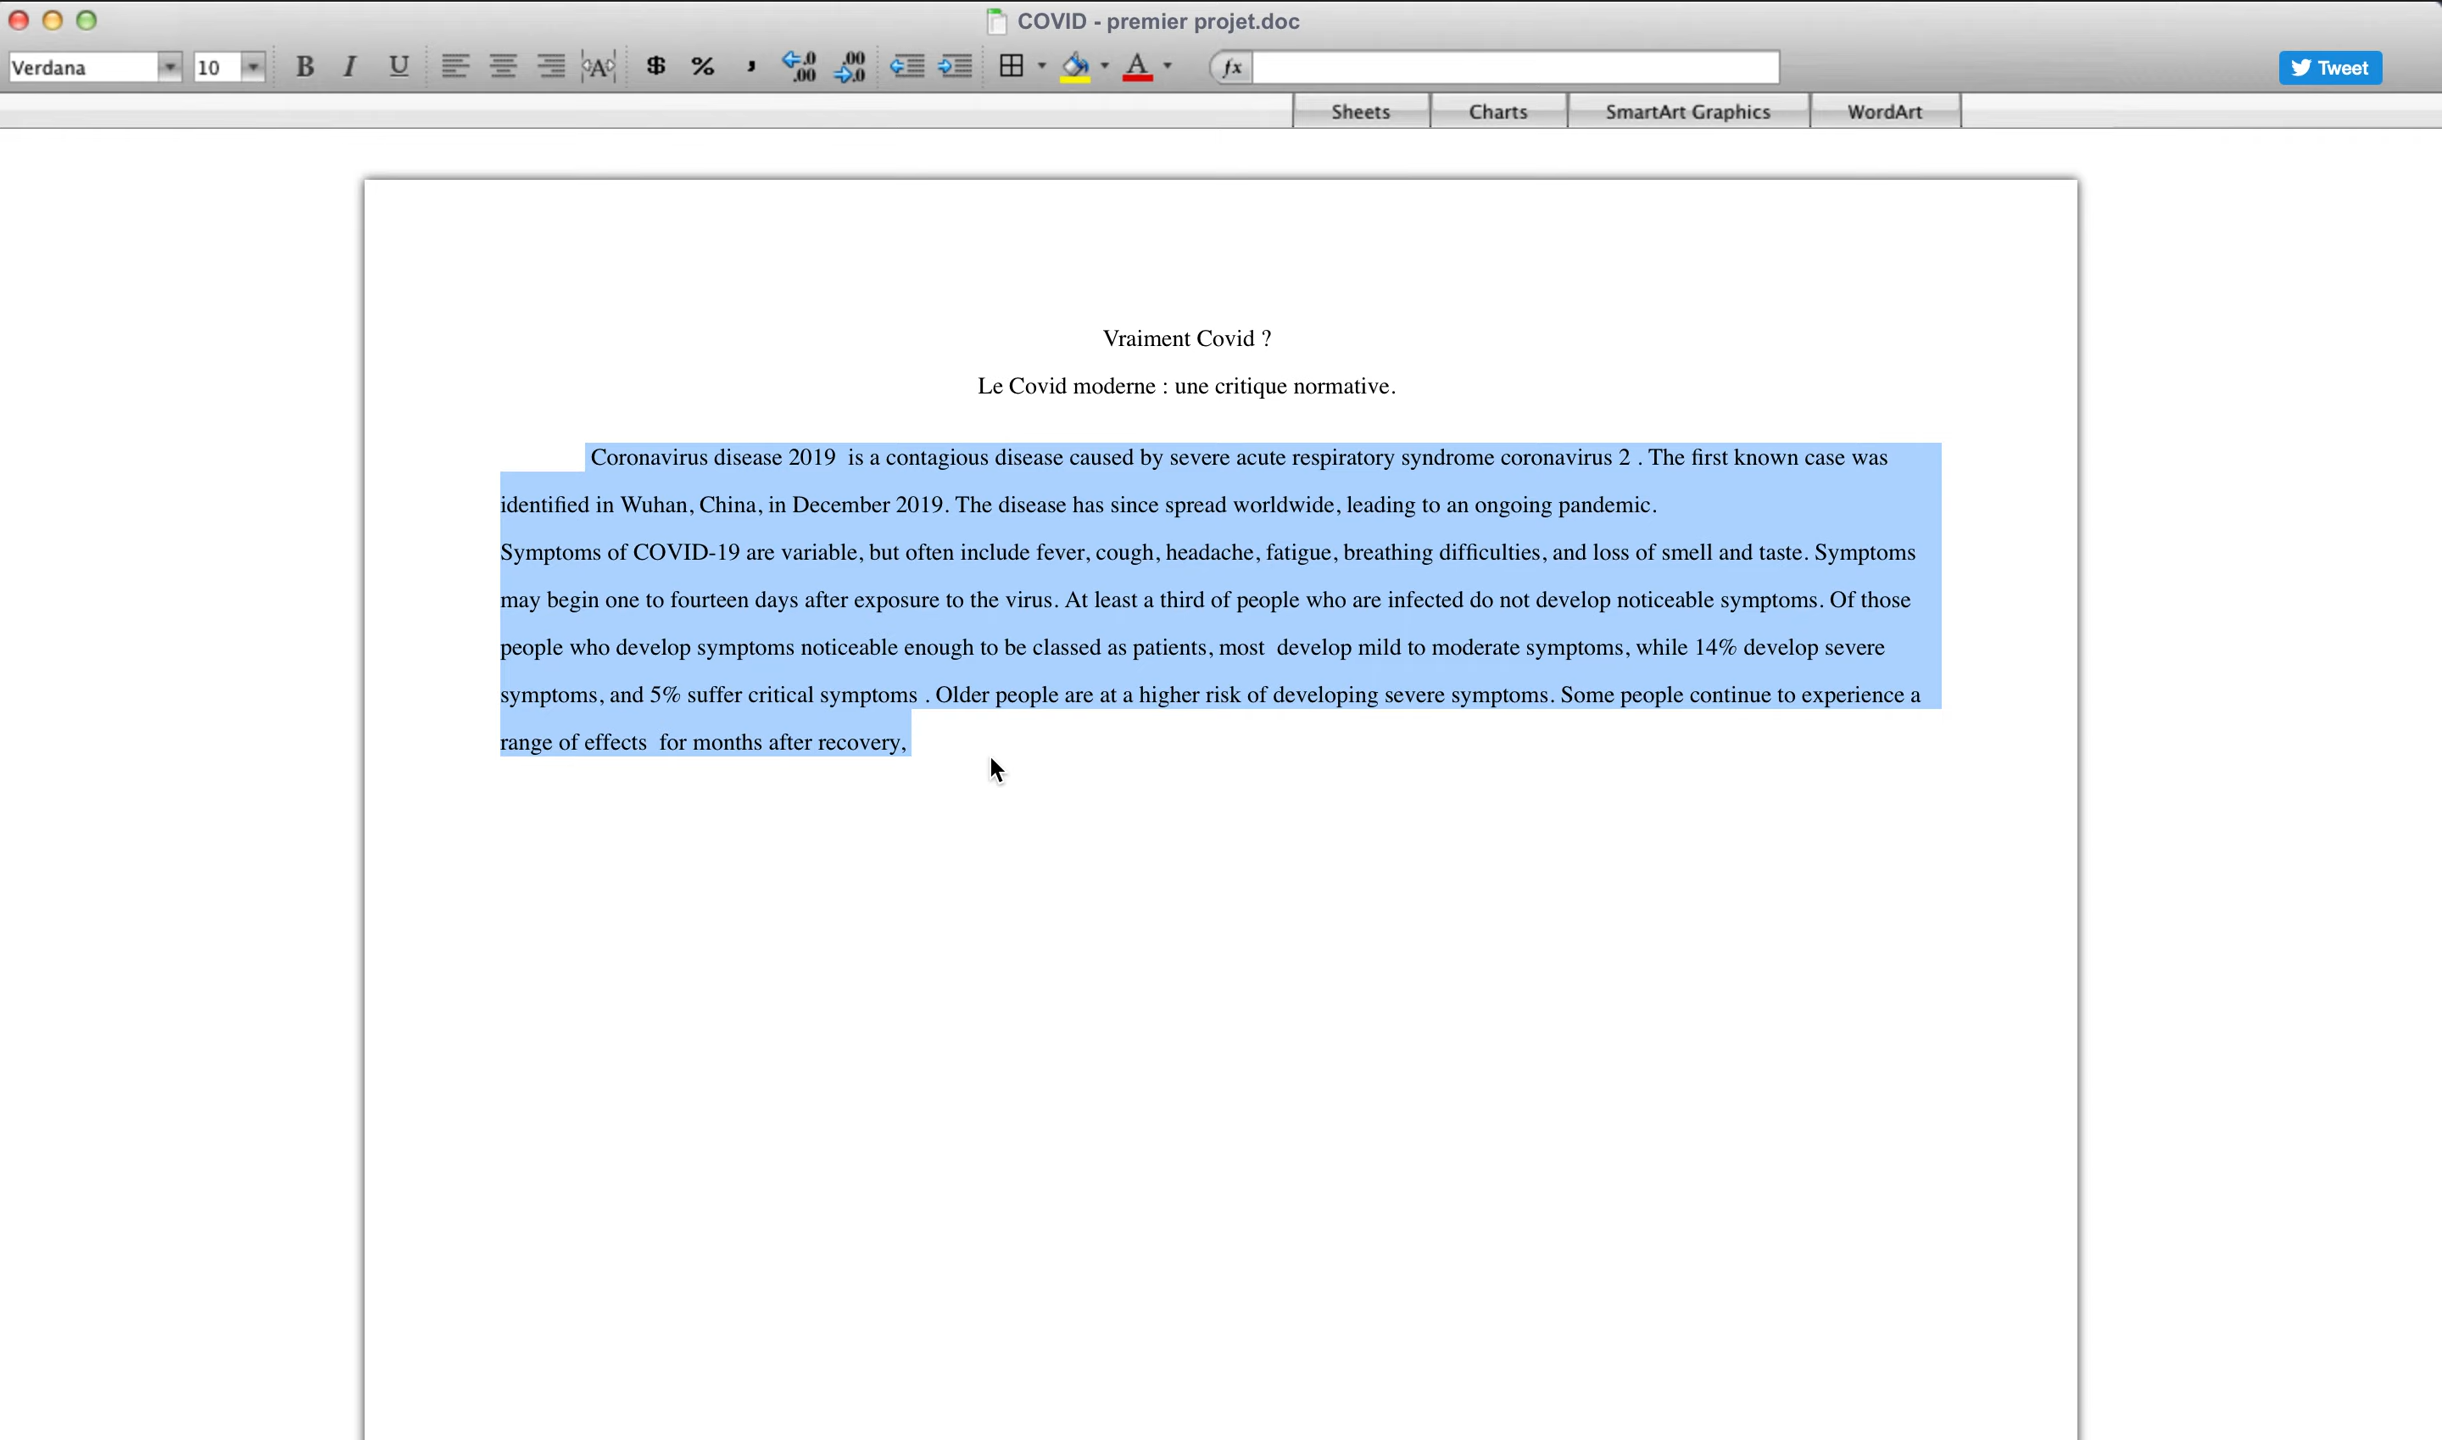 COVID - premier projet.doc
Verdana 10 B I U A $ % , .0 .00 .00 .0 A fx Tweet
Sheets Charts SmartArt Graphics WordArt
Vraiment Covid ?
Le Covid moderne : une critique normative.
Coronavirus disease 2019  is a contagious disease caused by severe acute respiratory syndrome coronavirus 2 . The first known case was
identified in Wuhan, China, in December 2019. The disease has since spread worldwide, leading to an ongoing pandemic.
Symptoms of COVID-19 are variable, but often include fever, cough, headache, fatigue, breathing difficulties, and loss of smell and taste. Symptoms
may begin one to fourteen days after exposure to the virus. At least a third of people who are infected do not develop noticeable symptoms. Of those
people who develop symptoms noticeable enough to be classed as patients, most  develop mild to moderate symptoms, while 14% develop severe
symptoms, and 5% suffer critical symptoms . Older people are at a higher risk of developing severe symptoms. Some people continue to experience a
range of effects  for months after recovery,